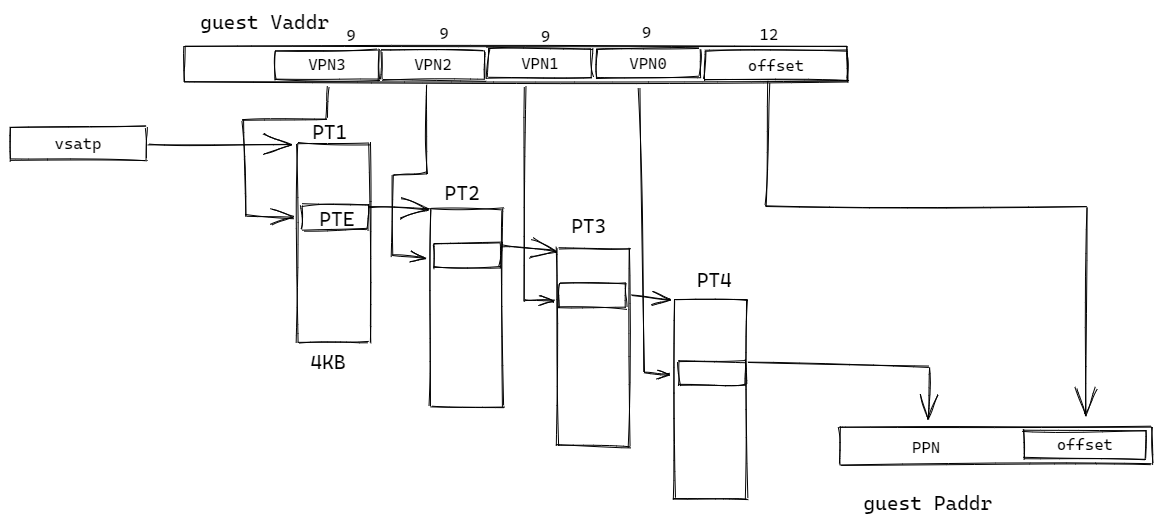 guest Vaddr
9 9 9 9 12
VPN3 VPN2 VPN1 VPN0 offset
vsatp
PT1
PTE
4KB
PT2
PT3
PT4
PPN offset
guest Paddr